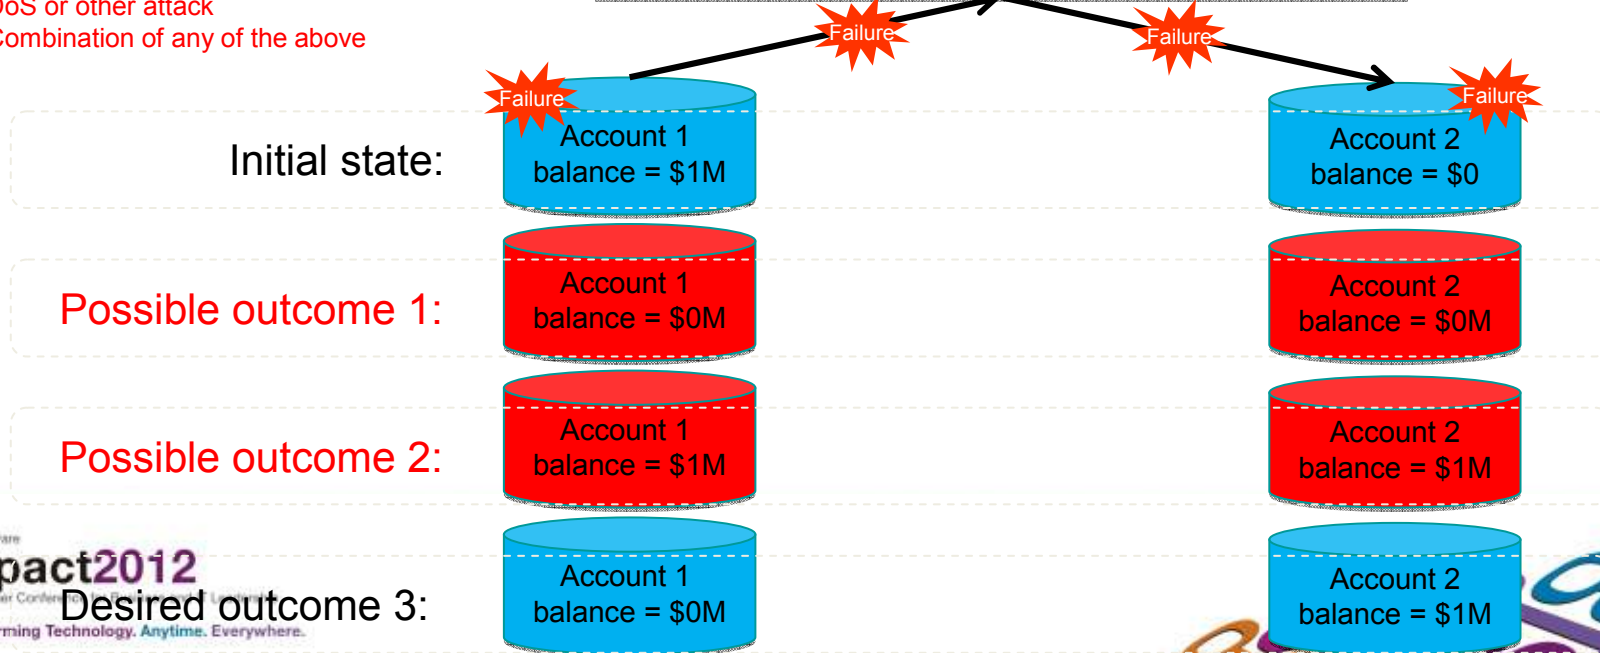 DoS or other attack
Combination of any of the above
Failure
Failure
Failure
Failure
Initial state:
Account 1
balance = $1M
Account 2
balance = $0
Possible outcome 1:
Account 1
balance = $0M
Account 2
balance = $0M
Possible outcome 2:
Account 1
balance = $1M
Account 2
balance = $1M
pact2012
Desired outcome 3:
Account 1
balance = $0M
Account 2
balance = $1M
rming Technology. Anytime. Everywhere.